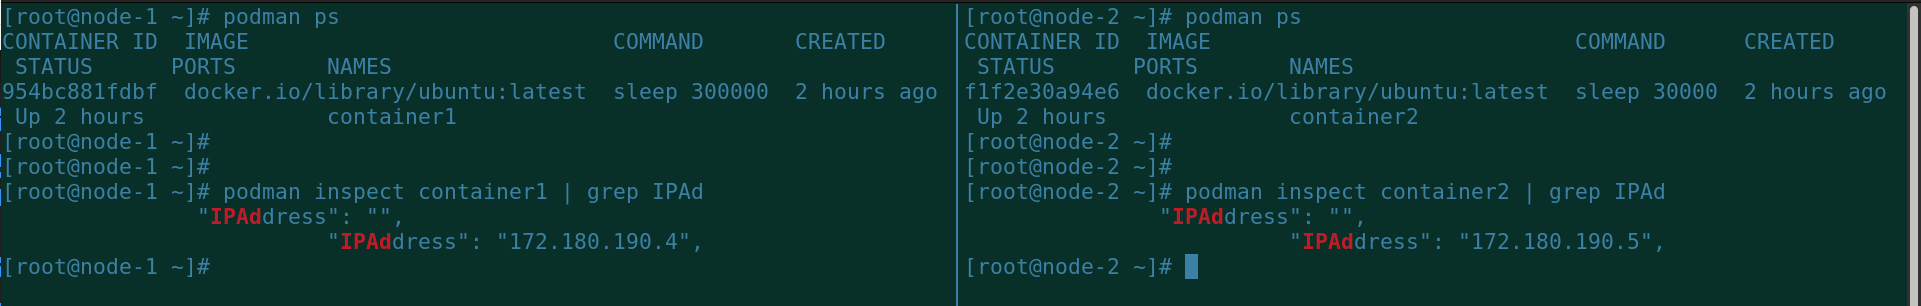 [root@node-1 ~]# podman ps
CONTAINER ID  IMAGE                            COMMAND       CREATED
 STATUS      PORTS       NAMES
954bc881fdbf  docker.io/library/ubuntu:latest  sleep 300000  2 hours ago
 Up 2 hours              container1
[root@node-1 ~]#
[root@node-1 ~]#
[root@node-1 ~]# podman inspect container1 | grep IPAd
               "IPAddress": "",
                         "IPAddress": "172.180.190.4",
[root@node-1 ~]#
[root@node-2 ~]# podman ps
CONTAINER ID  IMAGE                            COMMAND      CREATED
 STATUS      PORTS       NAMES
f1f2e30a94e6  docker.io/library/ubuntu:latest  sleep 30000  2 hours ago
 Up 2 hours              container2
[root@node-2 ~]#
[root@node-2 ~]#
[root@node-2 ~]# podman inspect container2 | grep IPAd
               "IPAddress": "",
                         "IPAddress": "172.180.190.5",
[root@node-2 ~]#